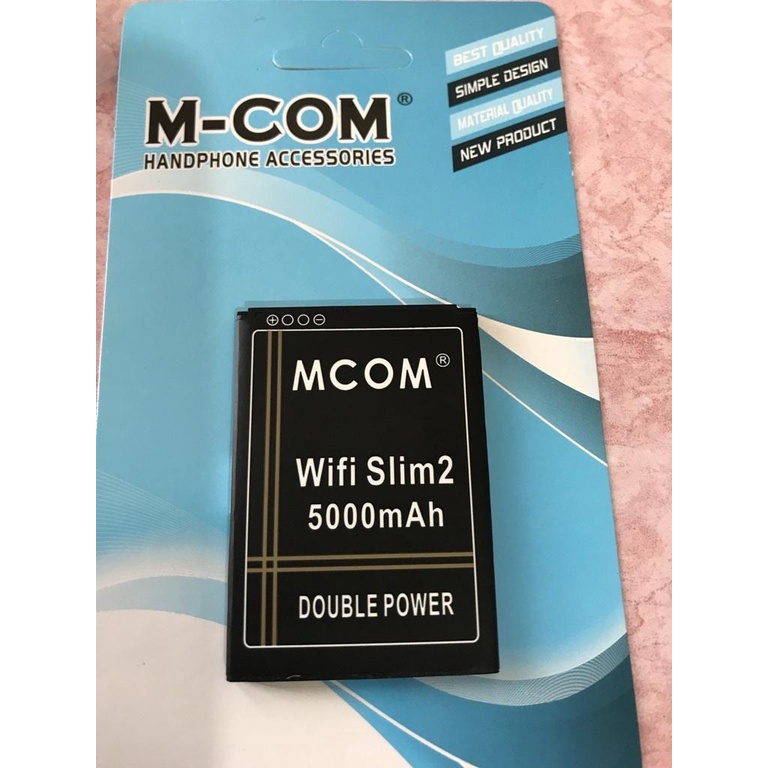 M-COM®
HANDPHONE ACCESSORIES
BEST QUALITY
SIMPLE DESIGN
MATERIAL QUALITY
NEW PRODUCT
MCOM®
Wifi Slim2
5000mAh
DOUBLE POWER